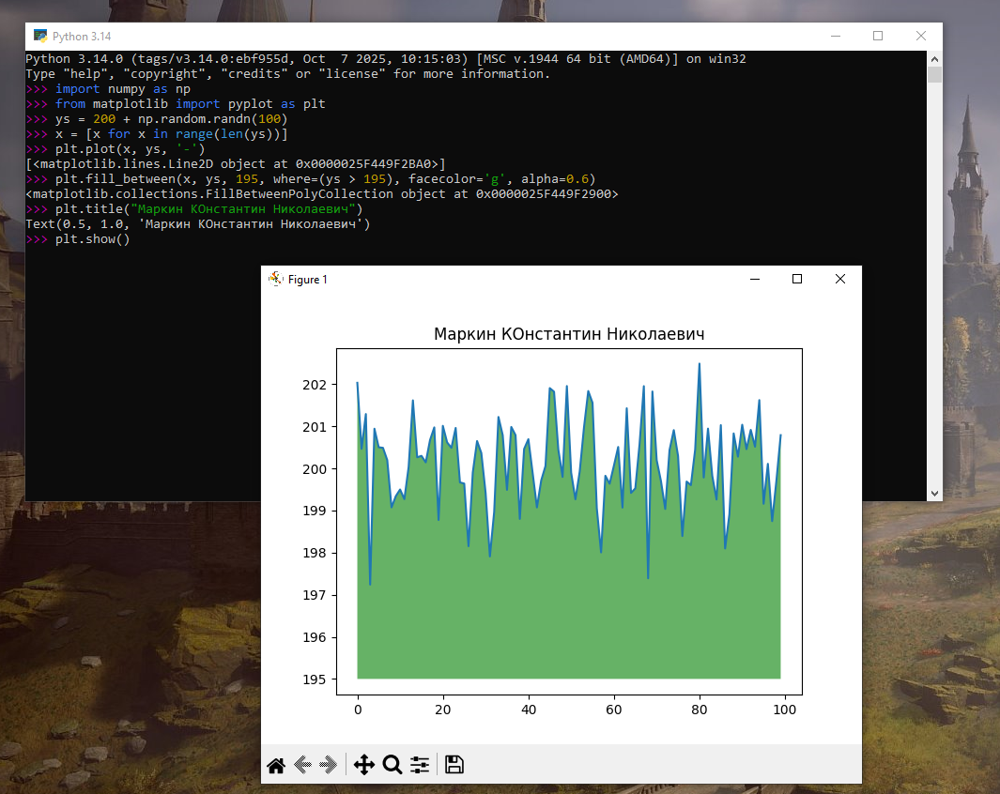 Python 3.14
Python 3.14.0 (tags/v3.14.0:ebf955d, Oct  7 2025, 10:15:03) [MSC v.1944 64 bit (AMD64)] on win32
Type "help", "copyright", "credits" or "license" for more information.
>>> import numpy as np
>>> from matplotlib import pyplot as plt
>>> ys = 200 + np.random.randn(100)
>>> x = [x for x in range(len(ys))]
>>> plt.plot(x, ys, '-')
[<matplotlib.lines.Line2D object at 0x0000025F449F2BA0>]
>>> plt.fill_between(x, ys, 195, where=(ys > 195), facecolor='g', alpha=0.6)
<matplotlib.collections.FillBetweenPolyCollection object at 0x0000025F449F2900>
>>> plt.title("Маркин КОнстантин Николаевич")
Text(0.5, 1.0, 'Маркин КОнстантин Николаевич')
>>> plt.show()
Figure 1
Маркин КОнстантин Николаевич
202
201
200
199
198
197
196
195
0 20 40 60 80 100